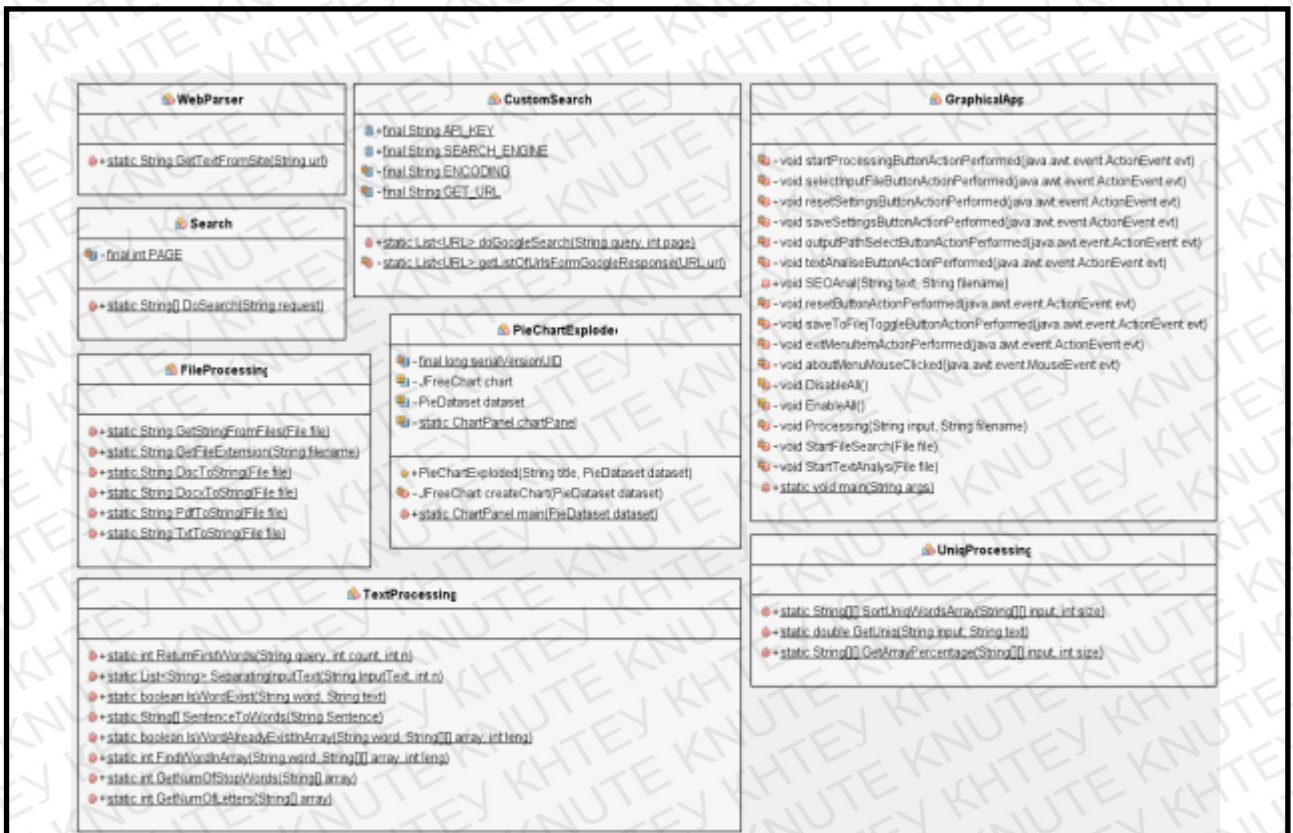 WebParser
+static String GetTextFromSite(String url)
Search
-final int PAGE
+static String[] DoSearch(String request)
FileProcessing
+static String GetStringFromFiles(File file)
+static String GetFileExtension(String filename)
+static String DocToString(File file)
+static String DocxToString(File file)
+static String PdfToString(File file)
+static String TxtToString(File file)
CustomSearch
+final String API_KEY
+final String SEARCH_ENGINE
-final String ENCODING
-final String GET_URL
+static List<URL> doGoogleSearch(String query, int page)
-static List<URL> getListOfUrlsFormGoogleResponse(URL url)
PieChartExploded
-final long serialVersionUID
-JFreeChart chart
-PieDataset dataset
-static ChartPanel chartPanel
+PieChartExploded(String title, PieDataset dataset)
-JFreeChart createChart(PieDataset dataset)
+static ChartPanel main(PieDataset dataset)
GraphicalApp
-void startProcessingButtonActionPerformed(java.awt.event.ActionEvent evt)
-void selectInputFileButtonActionPerformed(java.awt.event.ActionEvent evt)
-void resetSettingsButtonActionPerformed(java.awt.event.ActionEvent evt)
-void saveSettingsButtonActionPerformed(java.awt.event.ActionEvent evt)
-void outputPathSelectButtonActionPerformed(java.awt.event.ActionEvent evt)
-void textAnaliseButtonActionPerformed(java.awt.event.ActionEvent evt)
+void SEOAnal(String text, String filename)
-void resetButtonActionPerformed(java.awt.event.ActionEvent evt)
-void saveToFileJToggleButtonActionPerformed(java.awt.event.ActionEvent evt)
-void exitMenuItemActionPerformed(java.awt.event.ActionEvent evt)
-void aboutMenuMouseClicked(java.awt.event.MouseEvent evt)
-void DisableAll()
-void EnableAll()
-void Processing(String input, String filename)
-void StartFileSearch(File file)
-void StartTextAnalys(File file)
+static void main(String args)
TextProcessing
+static int ReturnFirstWords(String query, int count, int n)
+static List<String> SeparatingInputText(String InputText, int n)
+static boolean IsWordExist(String word, String text)
+static String[] SentenceToWords(String Sentence)
+static boolean IsWordAlreadyExistInArray(String word, String[][] array, int leng)
+static int FindWordInArray(String word, String[][] array, int leng)
+static int GetNumOfStopWords(String[] array)
+static int GetNumOfLetters(String[] array)
UniqProcessing
+static String[][] SortUniqWordsArray(String[][] input, int size)
+static double GetUniq(String input, String text)
+static String[][] GetArrayPercentage(String[][] input, int size)